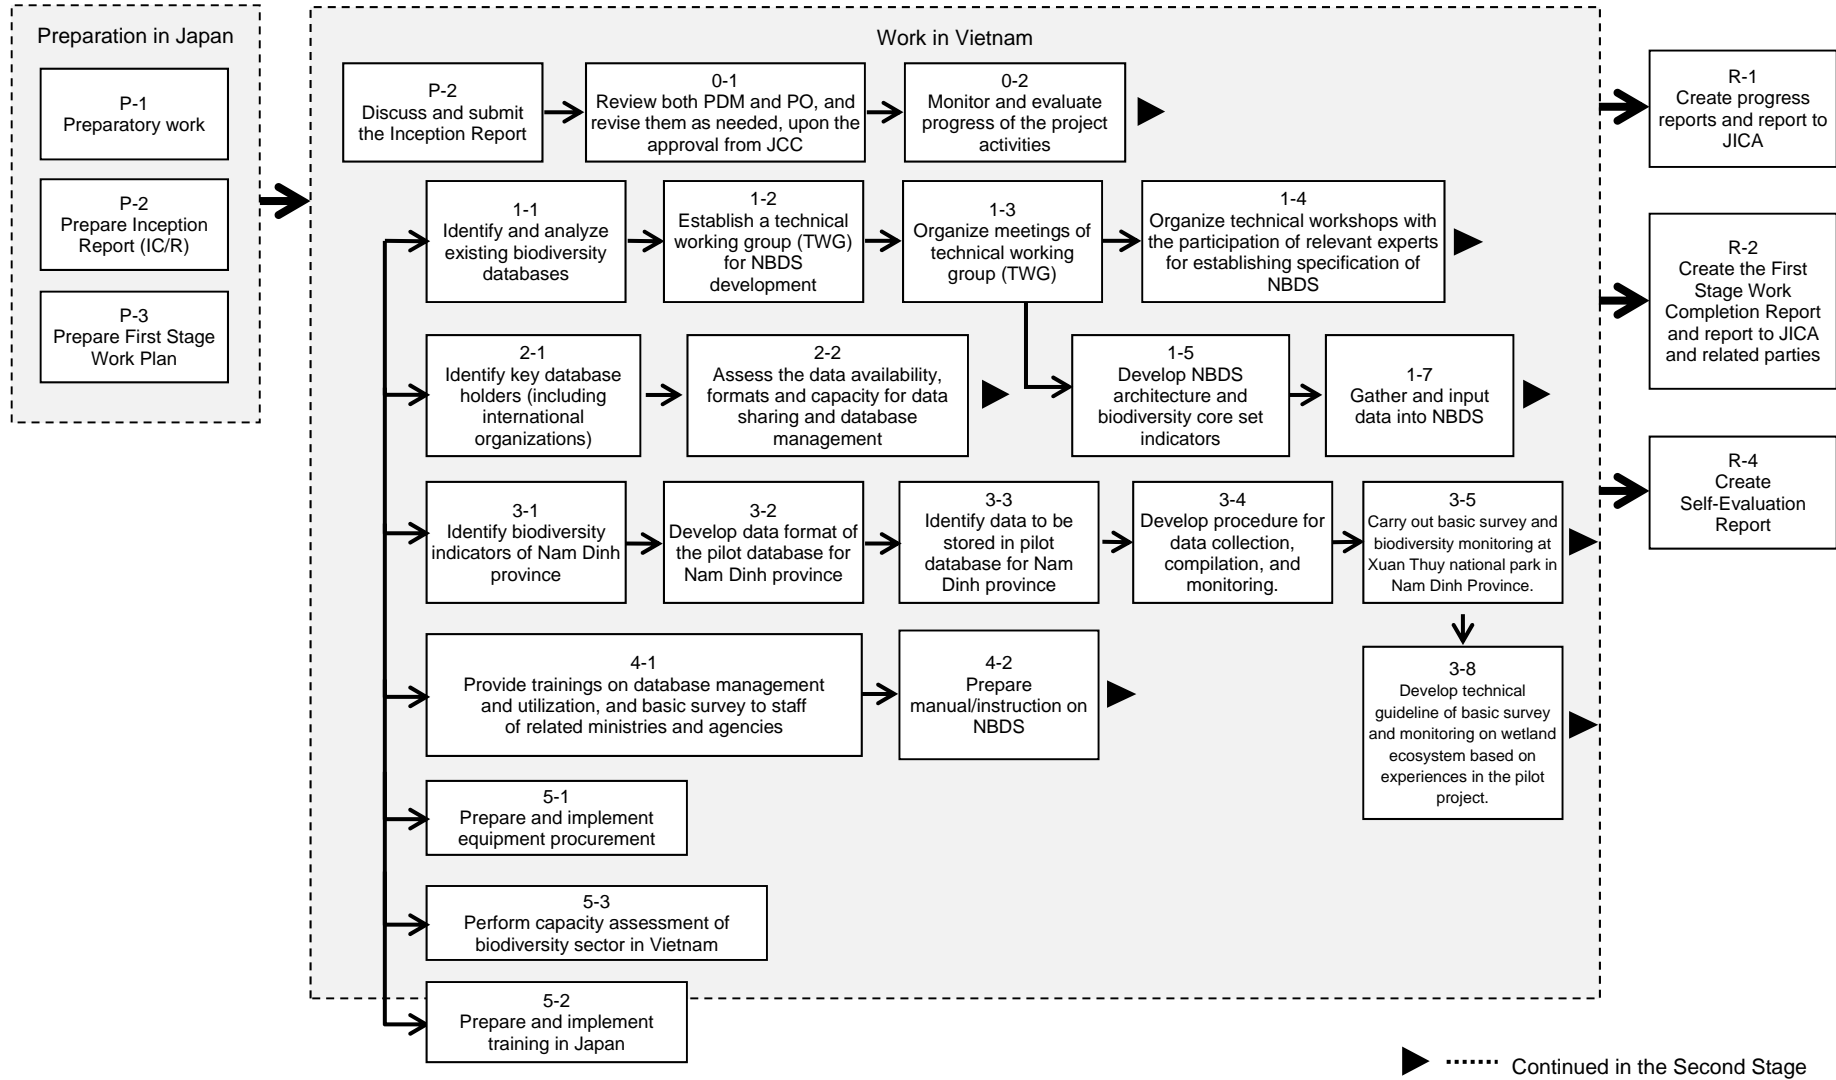 Preparation in Japan
P-1
Preparatory work
P-2
Prepare Inception
Report (IC/R)
P-3
Prepare First Stage
Work Plan
Work in Vietnam
P-2
Discuss and submit
the Inception Report
0-1
Review both PDM and PO, and
revise them as needed, upon the
approval from JCC
0-2
Monitor and evaluate
progress of the project
activities
1-1
Identify and analyze
existing biodiversity
databases
1-2
Establish a technical
working group (TWG)
for NBDS
development
1-3
Organize meetings of
technical working
group (TWG)
1-4
Organize technical workshops with
the participation of relevant experts
for establishing specification of
NBDS
2-1
Identify key database
holders (including
international
organizations)
2-2
Assess the data availability,
formats and capacity for data
sharing and database
management
1-5
Develop NBDS
architecture and
biodiversity core set
indicators
1-7
Gather and input
data into NBDS
3-1
Identify biodiversity
indicators of Nam Dinh
province
3-2
Develop data format of
the pilot database for
Nam Dinh province
3-3
Identify data to be
stored in pilot
database for Nam
Dinh province
3-4
Develop procedure for
data collection,
compilation, and
monitoring.
3-5
Carry out basic survey and
biodiversity monitoring at
Xuan Thuy national park in
Nam Dinh Province.
4-1
Provide trainings on database management
and utilization, and basic survey to staff
of related ministries and agencies
4-2
Prepare
manual/instruction on
NBDS
3-8
Develop technical
guideline of basic survey
and monitoring on wetland
ecosystem based on
experiences in the pilot
project.
5-1
Prepare and implement
equipment procurement
5-3
Perform capacity assessment of
biodiversity sector in Vietnam
5-2
Prepare and implement
training in Japan
R-1
Create progress
reports and report to
JICA
R-2
Create the First
Stage Work
Completion Report
and report to JICA
and related parties
R-4
Create
Self-Evaluation
Report
Continued in the Second Stage